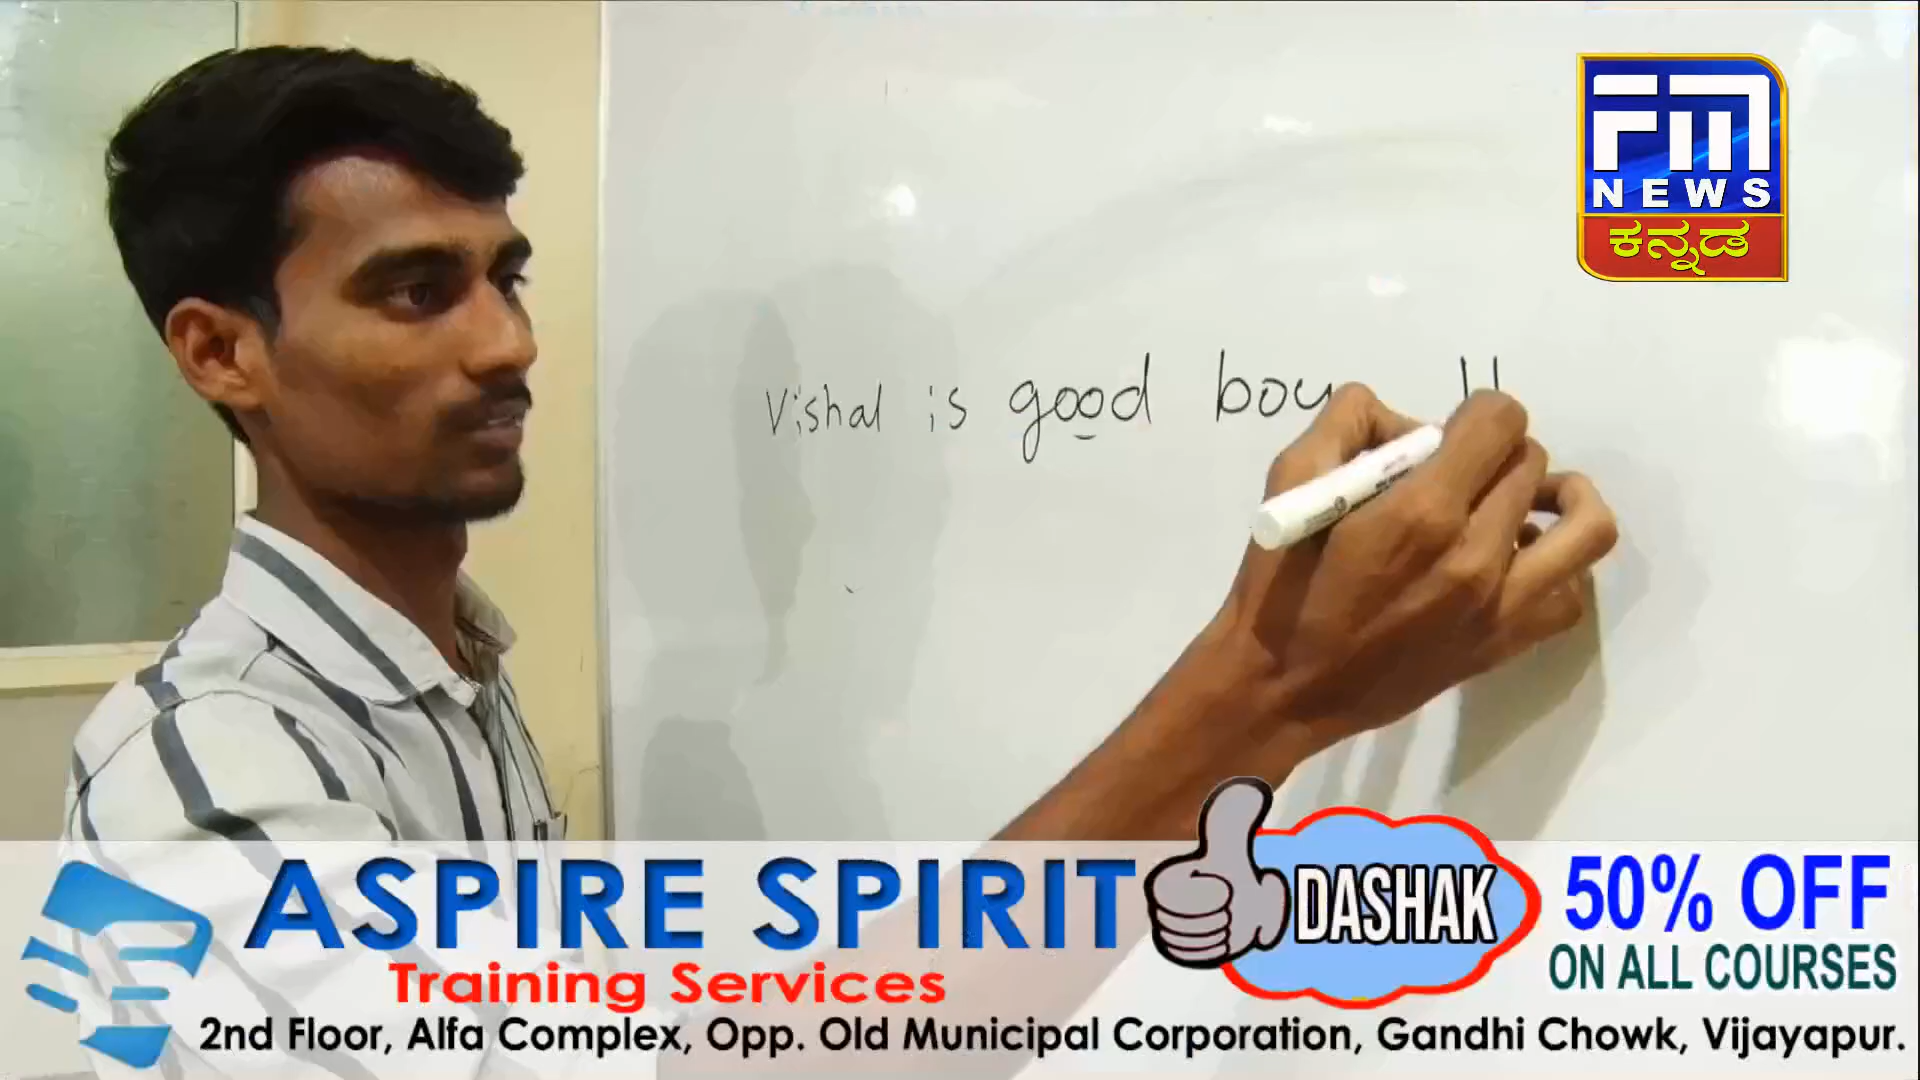 FM
NEWS
ಕನ್ನಡ
Vishal is good boy
ASPIRE SPIRIT
Training Services
DASHAK
50% OFF
ON ALL COURSES
2nd Floor, Alfa Complex, Opp. Old Municipal Corporation, Gandhi Chowk, Vijayapur.